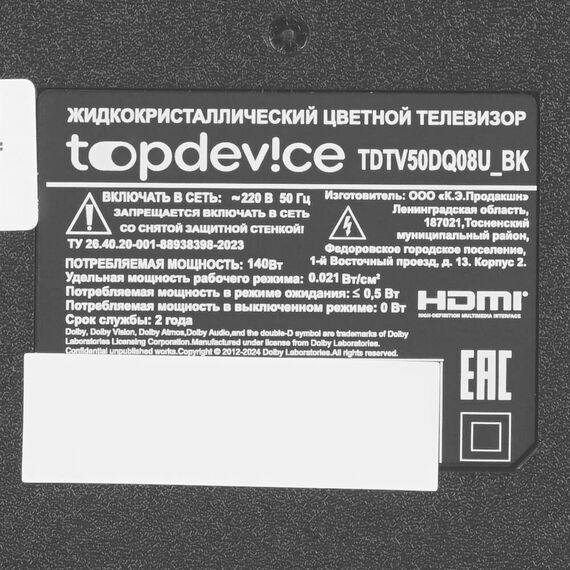 ЖИДКОКРИСТАЛЛИЧЕСКИЙ ЦВЕТНОЙ ТЕЛЕВИЗОР
topdevice TDTV50DQ08U_BK
ВКЛЮЧАТЬ В СЕТЬ: ~220 В 50 Гц
ЗАПРЕЩАЕТСЯ ВКЛЮЧАТЬ В СЕТЬ
СО СНЯТОЙ ЗАЩИТНОЙ СТЕНКОЙ!
ТУ 26.40.20-001-88938398-2023
Изготовитель: ООО «К.Э.Продакшн»
Ленинградская область,
187021,Тосненский
муниципальный район,
Федоровское городское поселение,
1-й Восточный проезд, д. 13. Корпус 2.
ПОТРЕБЛЯЕМАЯ МОЩНОСТЬ: 140Вт
Удельная мощность рабочего режима: 0.021 Вт/см²
Потребляемая мощность в режиме ожидания: ≤ 0,5 Вт
Потребляемая мощность в выключенном режиме: 0 Вт
Срок службы: 2 года
Dolby, Dolby Vision, Dolby Atmos,Dolby Audio,and the double-D symbol are trademarks of Dolby
Laboratories Licensing Corporation.Manufactured under license from Dolby Laboratories.
Confidential unpublished works.Copyright © 2012-2024 Dolby Laboratories.All rights reserved.
HDMI
HIGH-DEFINITION MULTIMEDIA INTERFACE
EAC